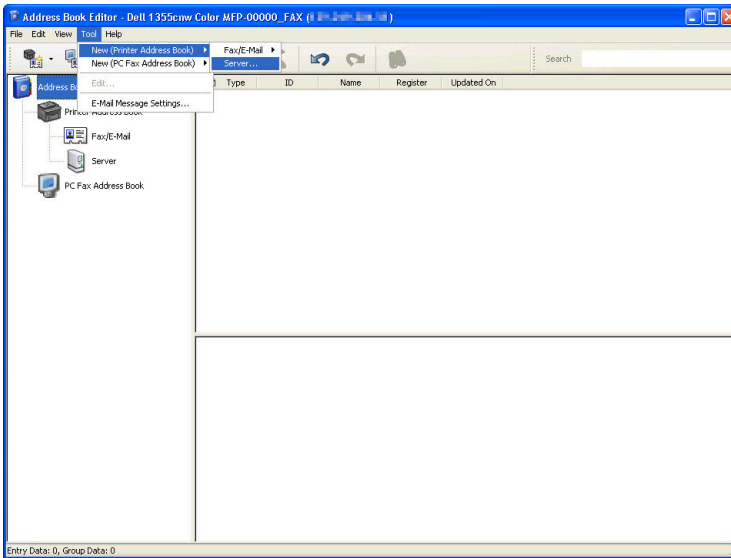 Address Book Editor - Dell 1355cnw Color MFP-00000_FAX ( )
File Edit View Tool Help
New (Printer Address Book) Fax/E-Mail
New (PC Fax Address Book) Server...
Search
Edit...
E-Mail Message Settings...
Type ID Name Register Updated On
Address B
Printer Address Book
Fax/E-Mail
Server
PC Fax Address Book
Entry Data: 0, Group Data: 0